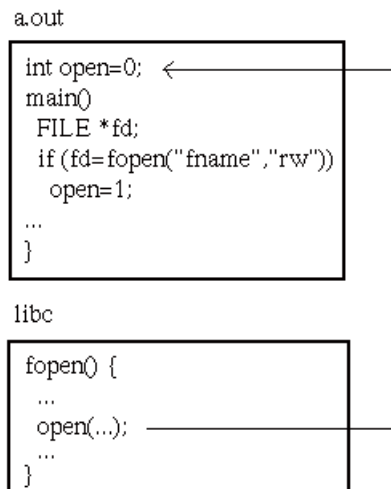 a.out
int open=0;
main()
FILE *fd;
if (fd=fopen("fname","rw"))
open=1;
...
}
libc
fopen() {
...
open(...);
...
}